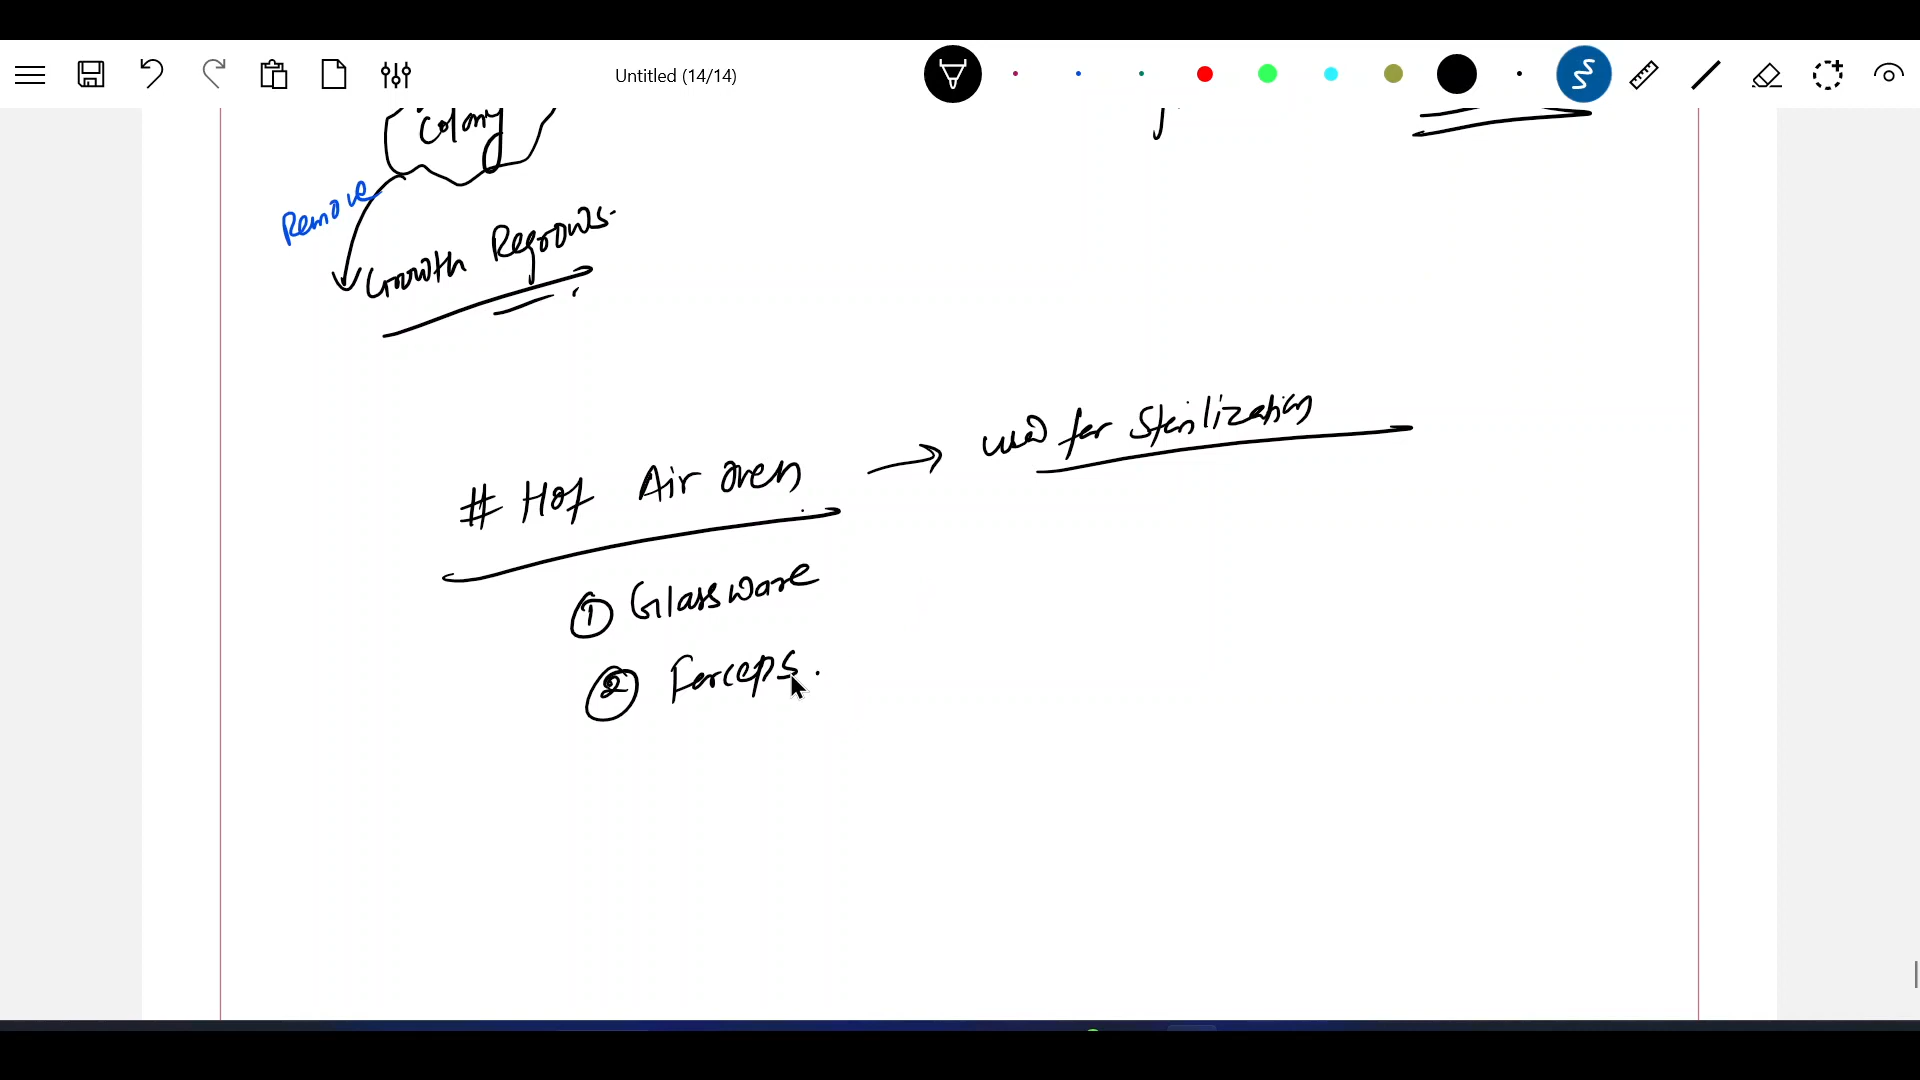 Untitled (14/14)
Colony
Remove
Growth Regrows.
# Hot Air oven → used for Sterilization
① Glassware
② Forceps.